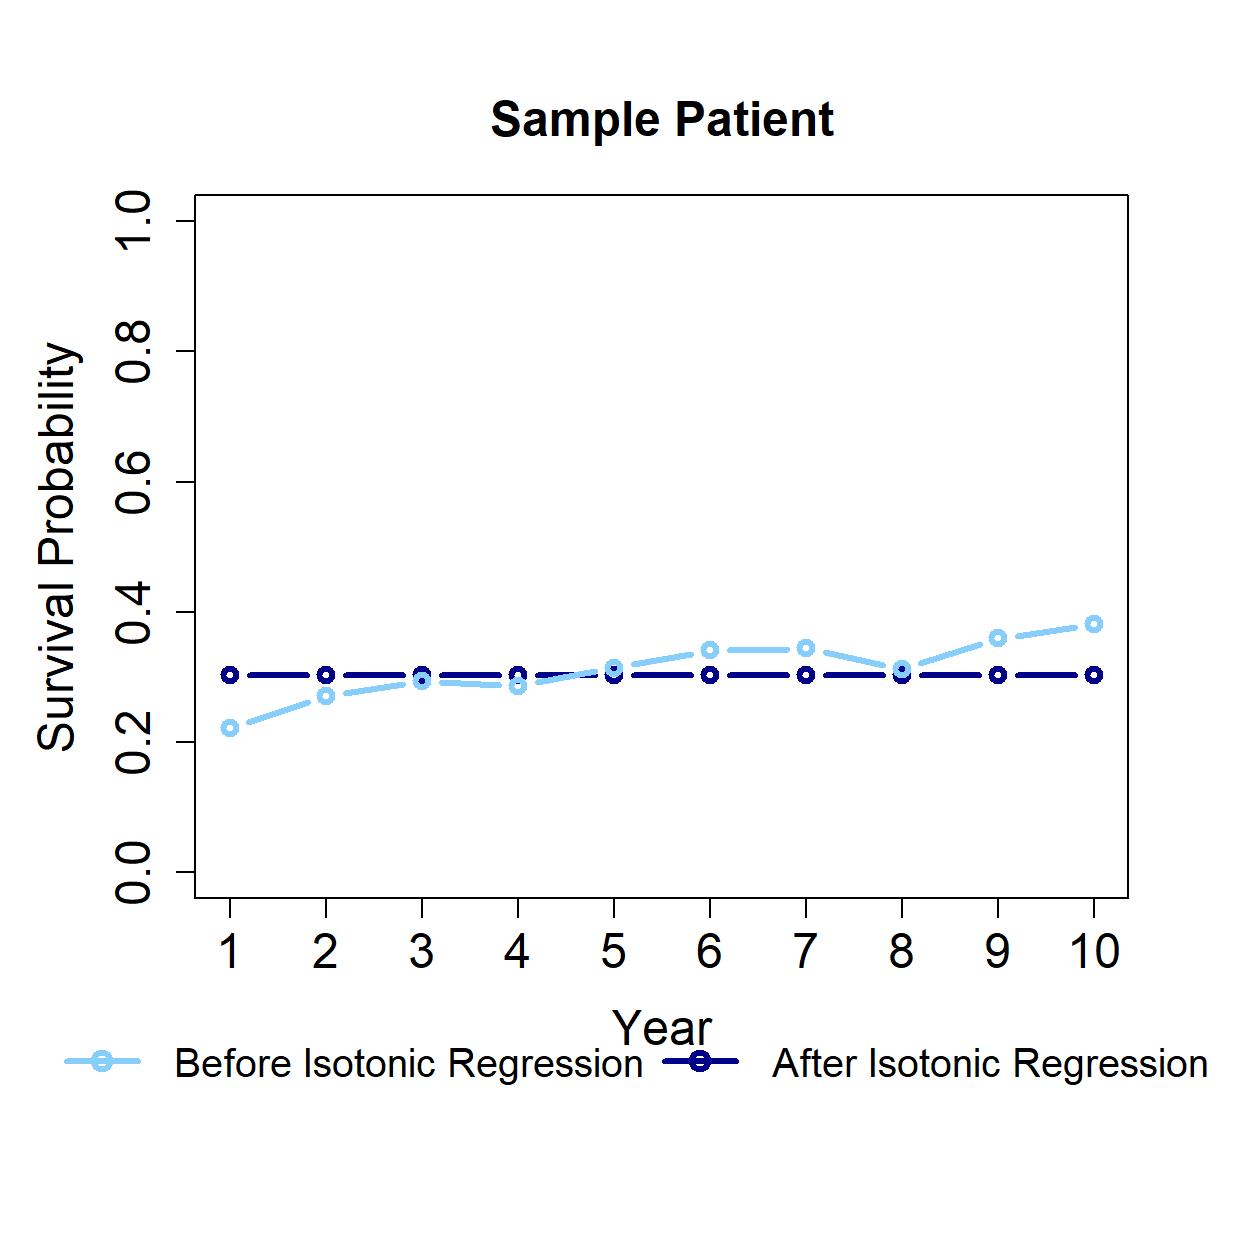 Sample Patient
Survival Probability
1.0
0.8
0.6
0.4
0.2
0.0
1 2 3 4 5 6 7 8 9 10
Year
Before Isotonic Regression After Isotonic Regression